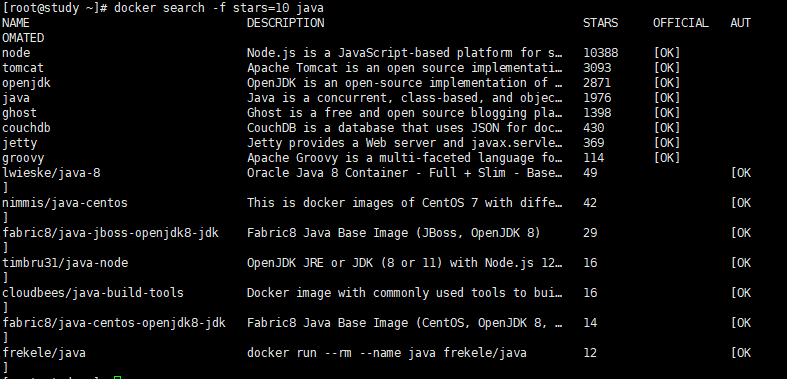 [root@study ~]# docker search -f stars=10 java
NAME DESCRIPTION STARS OFFICIAL AUT
OMATED
node Node.js is a JavaScript-based platform for s… 10388 [OK]
tomcat Apache Tomcat is an open source implementati… 3093 [OK]
openjdk OpenJDK is an open-source implementation of … 2871 [OK]
java Java is a concurrent, class-based, and objec… 1976 [OK]
ghost Ghost is a free and open source blogging pla… 1398 [OK]
couchdb CouchDB is a database that uses JSON for doc… 430 [OK]
jetty Jetty provides a Web server and javax.servle… 369 [OK]
groovy Apache Groovy is a multi-faceted language fo… 114 [OK]
lwieske/java-8 Oracle Java 8 Container - Full + Slim - Base… 49 [OK
]
nimmis/java-centos This is docker images of CentOS 7 with diffe… 42 [OK
]
fabric8/java-jboss-openjdk8-jdk Fabric8 Java Base Image (JBoss, OpenJDK 8) 29 [OK
]
timbru31/java-node OpenJDK JRE or JDK (8 or 11) with Node.js 12… 16 [OK
]
cloudbees/java-build-tools Docker image with commonly used tools to bui… 16 [OK
]
fabric8/java-centos-openjdk8-jdk Fabric8 Java Base Image (CentOS, OpenJDK 8, … 14 [OK
]
frekele/java docker run --rm --name java frekele/java 12 [OK
]